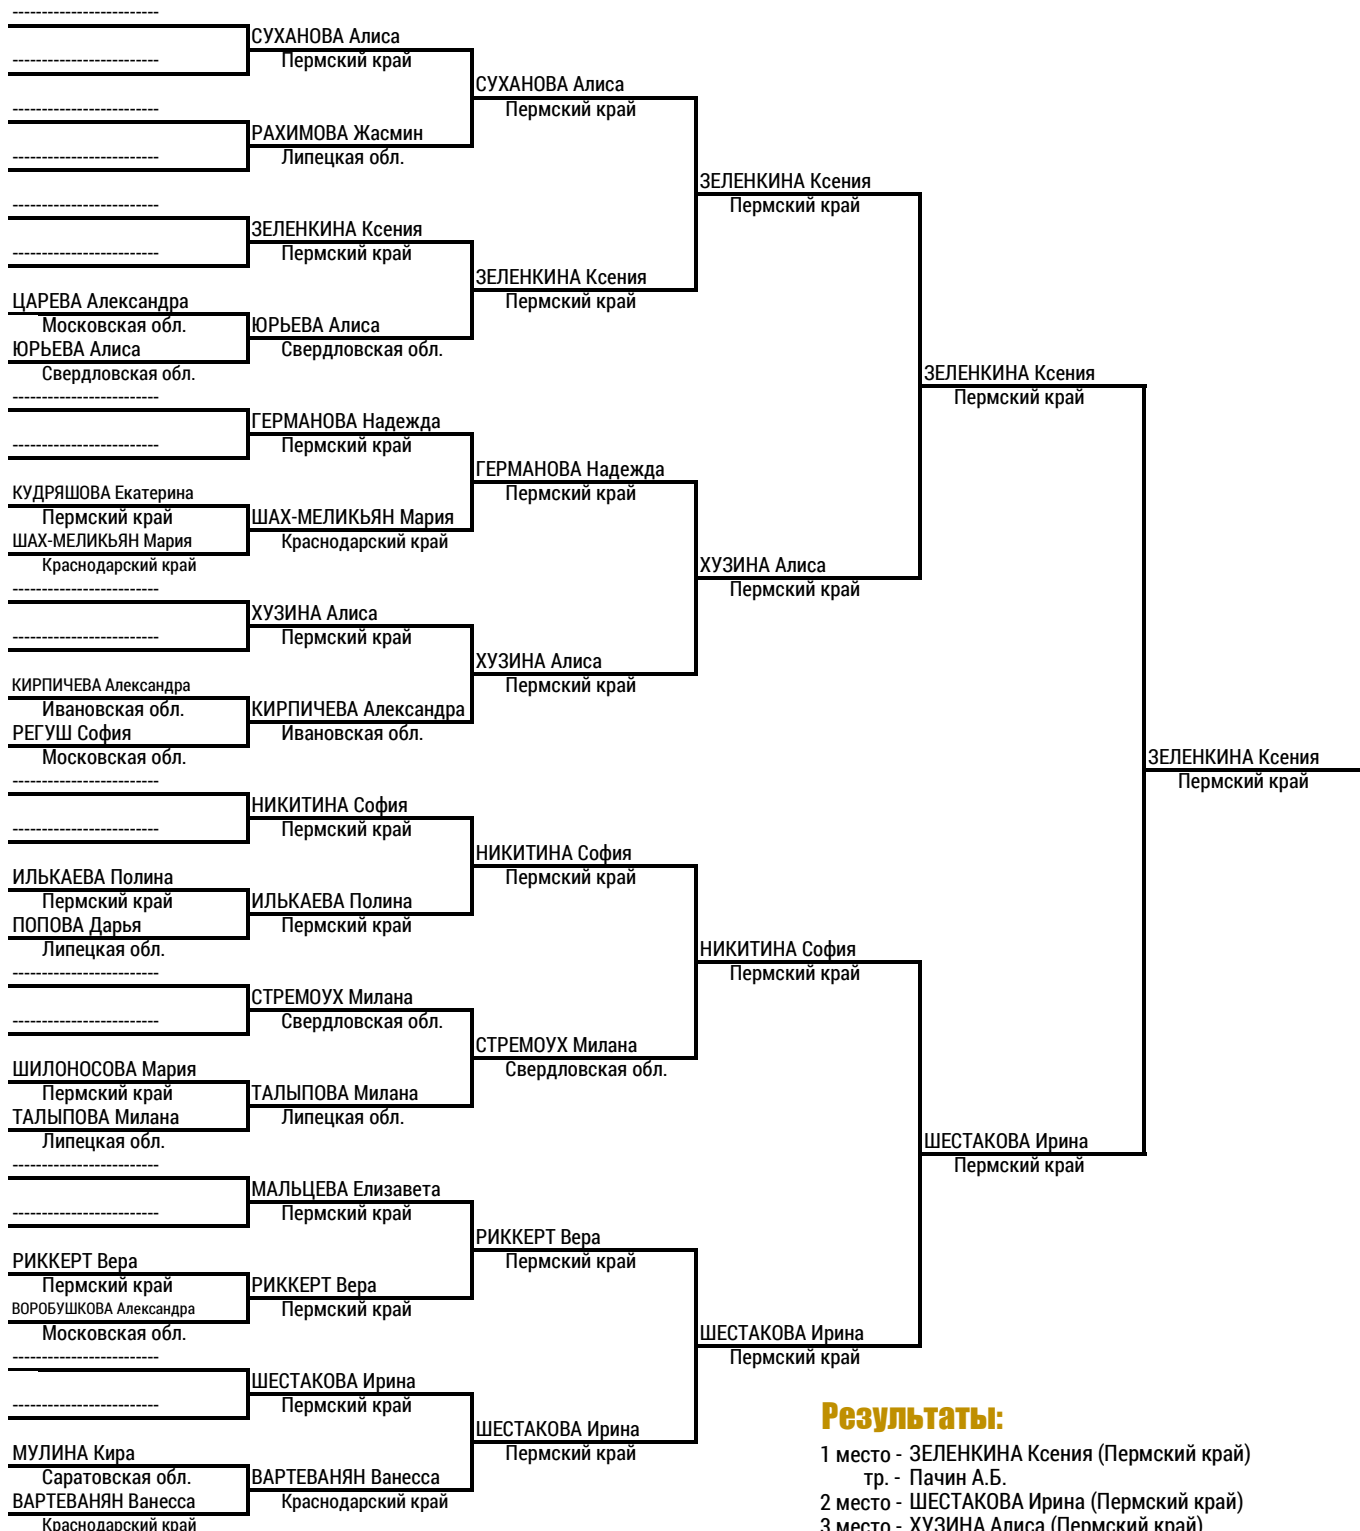 -------------------------
-------------------------
СУХАНОВА Алиса
Пермский край
-------------------------
-------------------------
РАХИМОВА Жасмин
Липецкая обл.
СУХАНОВА Алиса
Пермский край
-------------------------
-------------------------
ЗЕЛЕНКИНА Ксения
Пермский край
ЦАРЕВА Александра
Московская обл.
ЮРЬЕВА Алиса
Свердловская обл.
ЮРЬЕВА Алиса
Свердловская обл.
ЗЕЛЕНКИНА Ксения
Пермский край
ЗЕЛЕНКИНА Ксения
Пермский край
-------------------------
-------------------------
ГЕРМАНОВА Надежда
Пермский край
КУДРЯШОВА Екатерина
Пермский край
ШАХ-МЕЛИКЬЯН Мария
Краснодарский край
ШАХ-МЕЛИКЬЯН Мария
Краснодарский край
ГЕРМАНОВА Надежда
Пермский край
-------------------------
-------------------------
ХУЗИНА Алиса
Пермский край
КИРПИЧЕВА Александра
Ивановская обл.
РЕГУШ София
Московская обл.
КИРПИЧЕВА Александра
Ивановская обл.
ХУЗИНА Алиса
Пермский край
ХУЗИНА Алиса
Пермский край
ЗЕЛЕНКИНА Ксения
Пермский край
-------------------------
-------------------------
НИКИТИНА София
Пермский край
ИЛЬКАЕВА Полина
Пермский край
ПОПОВА Дарья
Липецкая обл.
ИЛЬКАЕВА Полина
Пермский край
НИКИТИНА София
Пермский край
-------------------------
-------------------------
СТРЕМОУХ Милана
Свердловская обл.
ШИЛОНОСОВА Мария
Пермский край
ТАЛЫПОВА Милана
Липецкая обл.
ТАЛЫПОВА Милана
Липецкая обл.
СТРЕМОУХ Милана
Свердловская обл.
НИКИТИНА София
Пермский край
-------------------------
-------------------------
МАЛЬЦЕВА Елизавета
Пермский край
РИККЕРТ Вера
Пермский край
ВОРОБУШКОВА Александра
Московская обл.
РИККЕРТ Вера
Пермский край
РИККЕРТ Вера
Пермский край
-------------------------
-------------------------
ШЕСТАКОВА Ирина
Пермский край
МУЛИНА Кира
Саратовская обл.
ВАРТЕВАНЯН Ванесса
Краснодарский край
ВАРТЕВАНЯН Ванесса
Краснодарский край
ШЕСТАКОВА Ирина
Пермский край
ШЕСТАКОВА Ирина
Пермский край
ШЕСТАКОВА Ирина
Пермский край
ЗЕЛЕНКИНА Ксения
Пермский край
Результаты:
1 место - ЗЕЛЕНКИНА Ксения (Пермский край)
тр. - Пачин А.Б.
2 место - ШЕСТАКОВА Ирина (Пермский край)
3 место - ХУЗИНА Алиса (Пермский край)